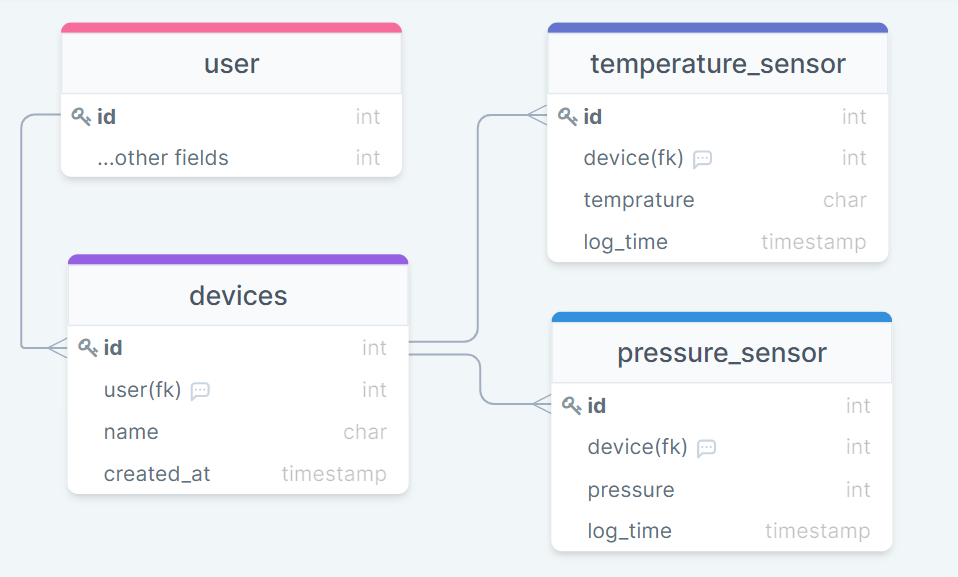 user
id int
...other fields int
devices
id int
user(fk) int
name char
created_at timestamp
temperature_sensor
id int
device(fk) int
temprature char
log_time timestamp
pressure_sensor
id int
device(fk) int
pressure int
log_time timestamp